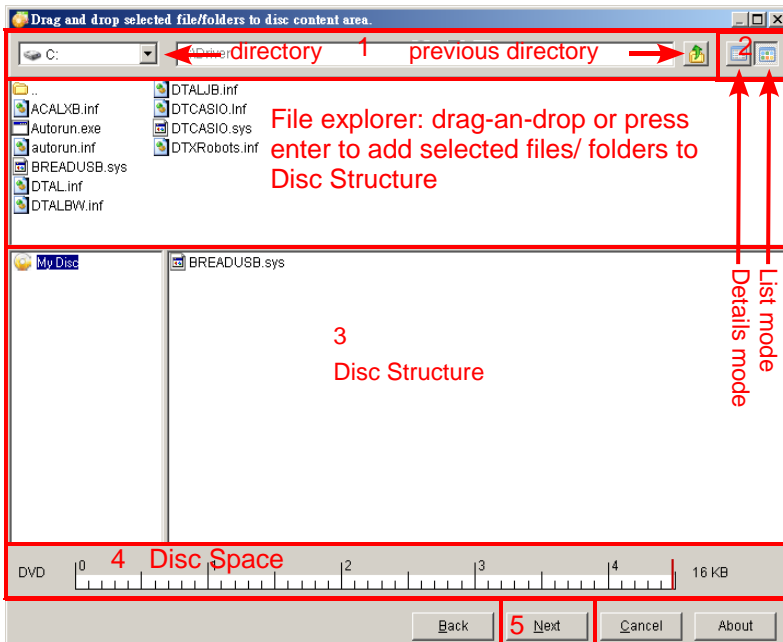 Drag and drop selected file/folders to disc content area.
C:
directory 1 previous directory 2
..
ACALXB.inf
Autorun.exe
autorun.inf
BREADUSB.sys
DTAL.inf
DTALBW.inf
DTALJB.inf
DTCASIO.Inf
DTCASIO.sys
DTXRobots.inf
File explorer: drag-an-drop or press
enter to add selected files/ folders to
Disc Structure
Details mode
List mode
My Disc
BREADUSB.sys
3
Disc Structure
4 Disc Space
DVD
0 1 2 3 4
16 KB
Back
5 Next
Cancel
About